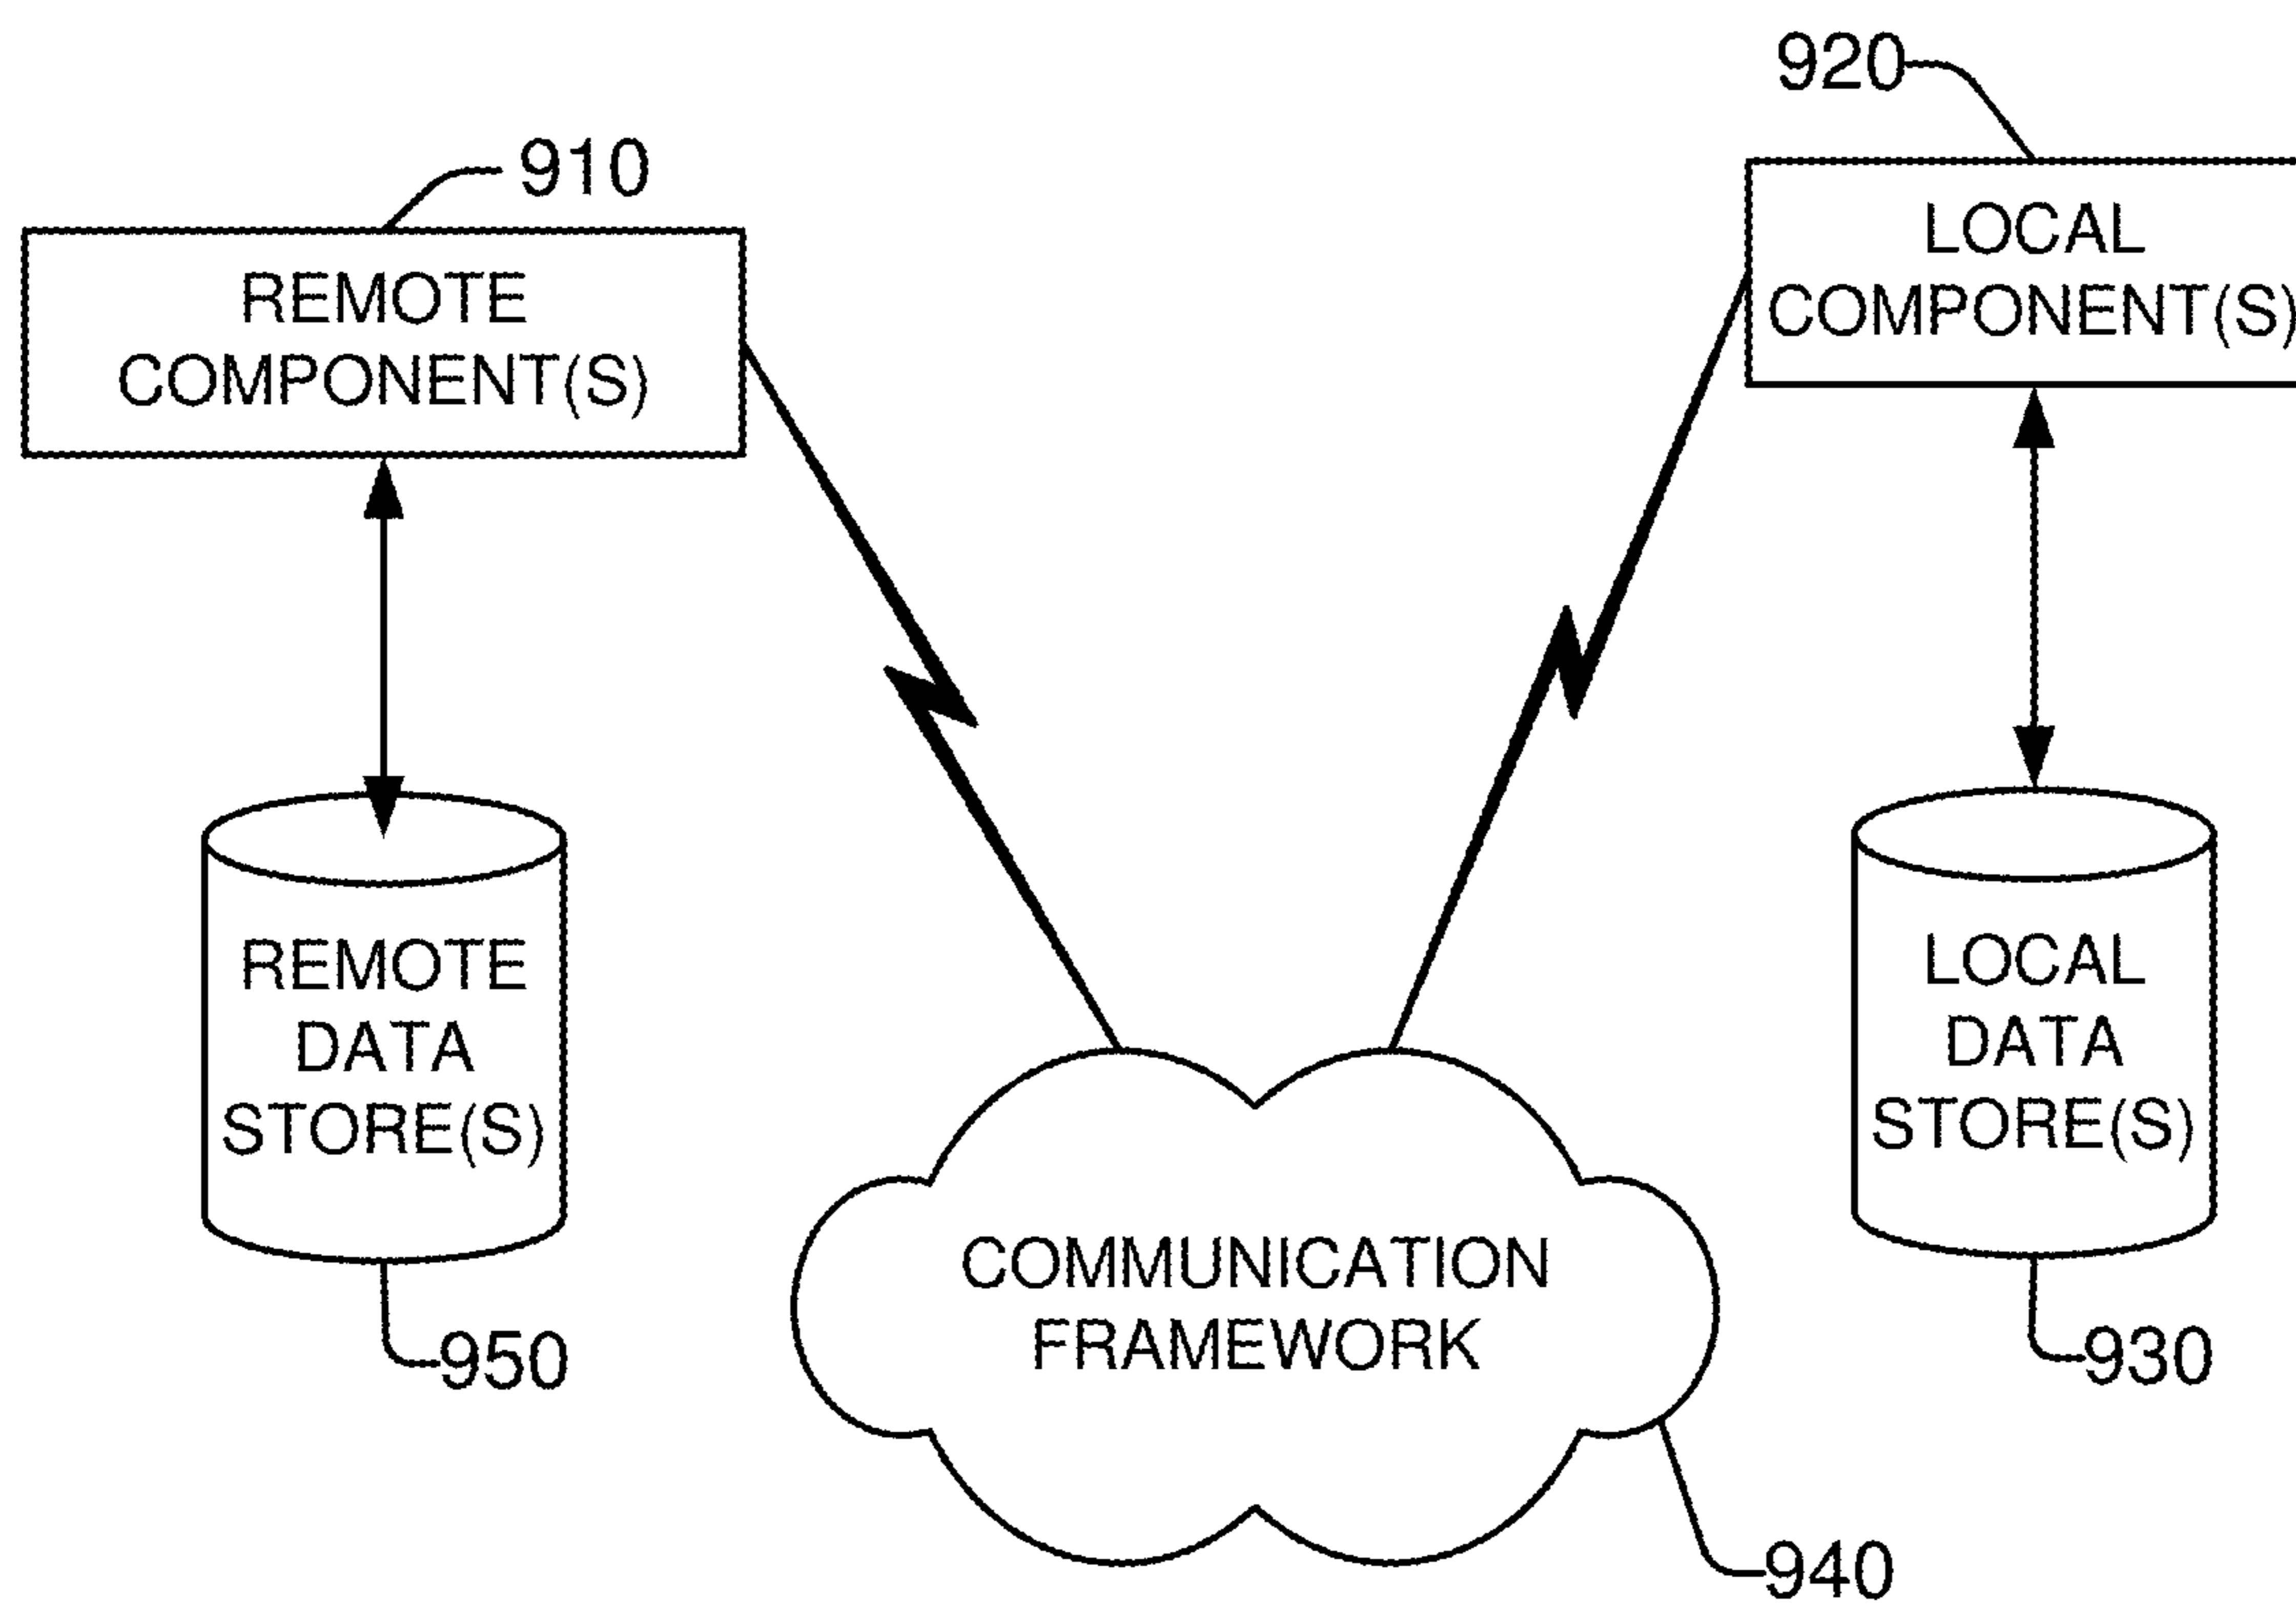 920
910
REMOTE
COMPONENT(S)
LOCAL
COMPONENT(S)
REMOTE
DATA
STORE(S)
LOCAL
DATA
STORE(S)
COMMUNICATION
FRAMEWORK
950
930
940